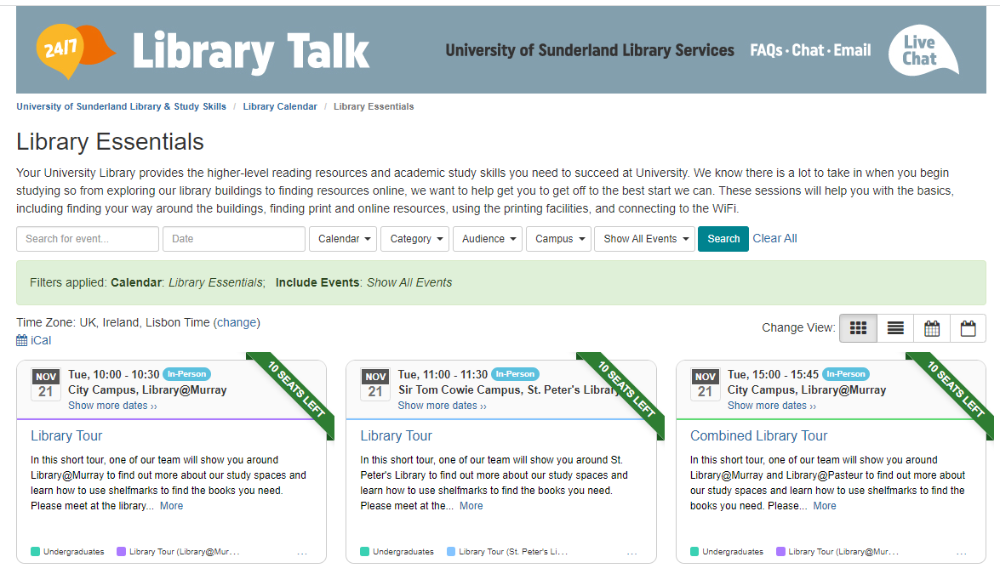 24/7
Library Talk
University of Sunderland Library Services
FAQs · Chat · Email
Live
Chat
University of Sunderland Library & Study Skills / Library Calendar / Library Essentials
Library Essentials
Your University Library provides the higher-level reading resources and academic study skills you need to succeed at University. We know there is a lot to take in when you begin
studying so from exploring our library buildings to finding resources online, we want to help get you to get off to the best start we can. These sessions will help you with the basics,
including finding your way around the buildings, finding print and online resources, using the printing facilities, and connecting to the WiFi.
Search for event... Date Calendar Category Audience Campus Show All Events Search Clear All
Filters applied: Calendar: Library Essentials; Include Events: Show All Events
Time Zone: UK, Ireland, Lisbon Time (change)
iCal
Change View:
NOV
21
Tue, 10:00 - 10:30 In-Person
City Campus, Library@Murray
Show more dates ››
10 SEATS LEFT
Library Tour
In this short tour, one of our team will show you around
Library@Murray to find out more about our study spaces and
learn how to use shelfmarks to find the books you need.
Please meet at the library... More
Undergraduates Library Tour (Library@Mur... ...
NOV
21
Tue, 11:00 - 11:30 In-Person
Sir Tom Cowie Campus, St. Peter's Library
Show more dates ››
10 SEATS LEFT
Library Tour
In this short tour, one of our team will show you around St.
Peter's Library to find out more about our study spaces and
learn how to use shelfmarks to find the books you need.
Please meet at the... More
Undergraduates Library Tour (St. Peter's Li... ...
NOV
21
Tue, 15:00 - 15:45 In-Person
City Campus, Library@Murray
Show more dates ››
10 SEATS LEFT
Combined Library Tour
In this short tour, one of our team will show you around
Library@Murray and Library@Pasteur to find out more about
our study spaces and learn how to use shelfmarks to find the
books you need. Please... More
Undergraduates Library Tour (Library@Mur... ...